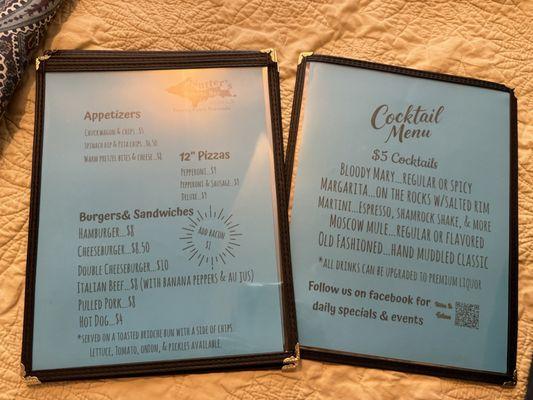 Nutter's
Appetizers
Chuckwagon & chips...$5
Spinach dip & Pita chips...$6.50
Warm pretzel bites & cheese...$8
12" Pizzas
Pepperoni...$9
Pepperoni & Sausage...$9
Deluxe...$9
Burgers& Sandwiches
Hamburger...$8
Cheeseburger...$8.50
Double Cheeseburger...$10
Italian Beef...$8 (with banana peppers & au jus)
Pulled Pork...$8
Hot Dog...$4
*served on a toasted brioche bun with a side of chips.
Lettuce, Tomato, onion, & pickles available.
Add bacon
$1
Cocktail
Menu
$5 Cocktails
Bloody Mary...regular or spicy
Margarita...on the rocks w/salted rim
Martini...Espresso, shamrock shake, & more
Moscow mule...regular or flavored
Old Fashioned...hand muddled classic
*All drinks can be upgraded to premium liquor
Follow us on facebook for
daily specials & events